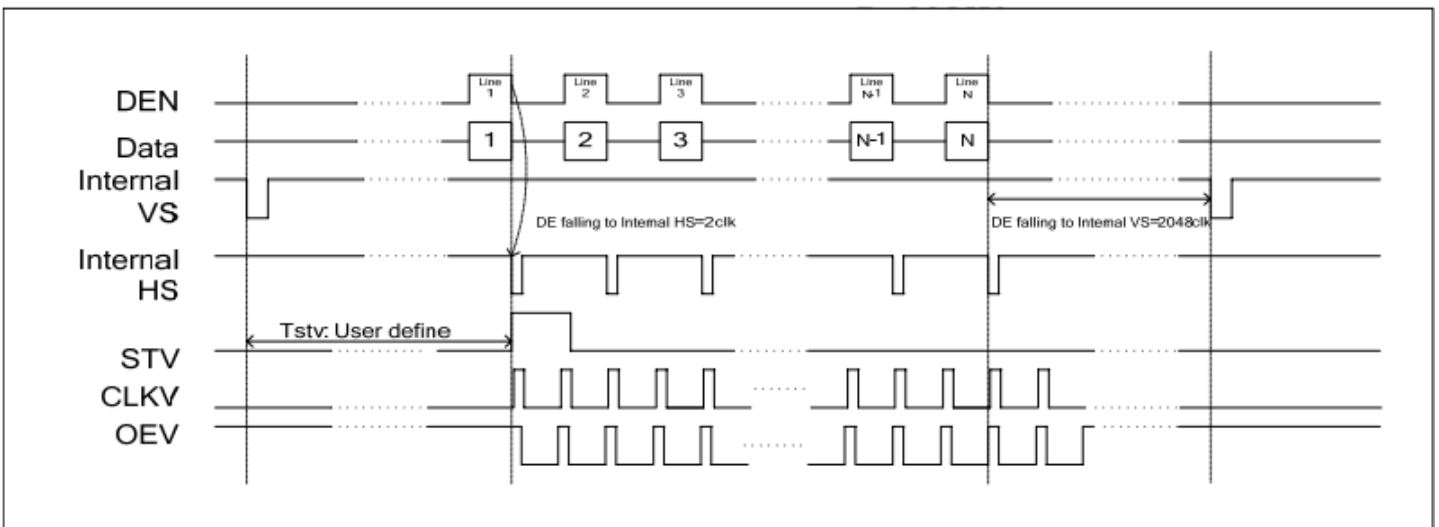 DEN
Line 1
Line 2
Line 3
Line N-1
Line N
Data
1
2
3
N-1
N
Internal
VS
DE falling to Internal HS=2clk
DE falling to Internal VS=2048clk
Internal
HS
Tstv: User define
STV
CLKV
OEV